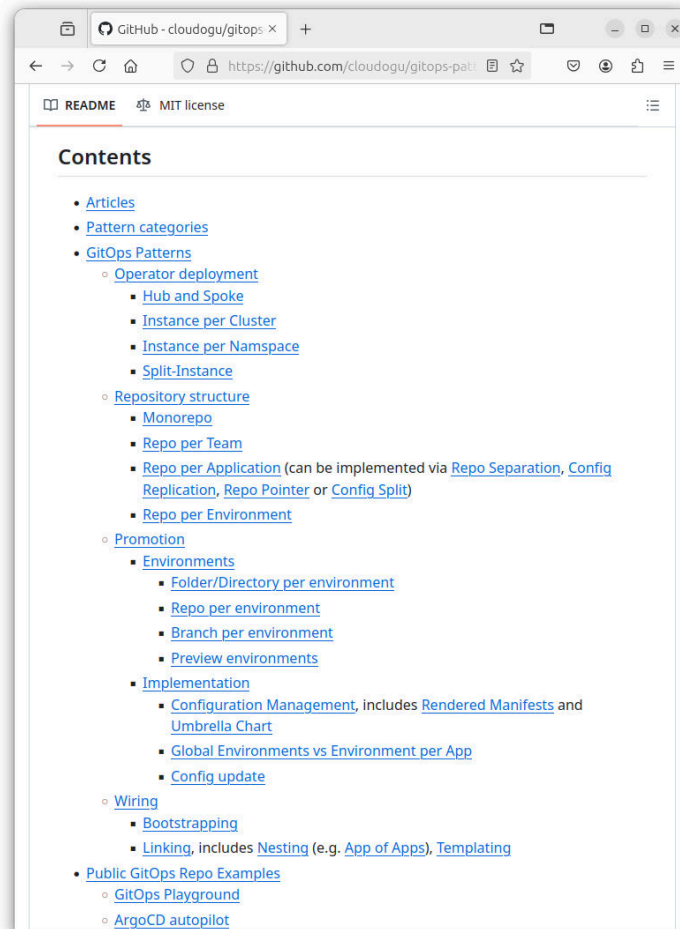 GitHub - cloudogu/gitops
https://github.com/cloudogu/gitops-pat
README MIT license
Contents
Articles
Pattern categories
GitOps Patterns
Operator deployment
Hub and Spoke
Instance per Cluster
Instance per Namspace
Split-Instance
Repository structure
Monorepo
Repo per Team
Repo per Application (can be implemented via Repo Separation, Config
Replication, Repo Pointer or Config Split)
Repo per Environment
Promotion
Environments
Folder/Directory per environment
Repo per environment
Branch per environment
Preview environments
Implementation
Configuration Management, includes Rendered Manifests and
Umbrella Chart
Global Environments vs Environment per App
Config update
Wiring
Bootstrapping
Linking, includes Nesting (e.g. App of Apps), Templating
Public GitOps Repo Examples
GitOps Playground
ArgoCD autopilot